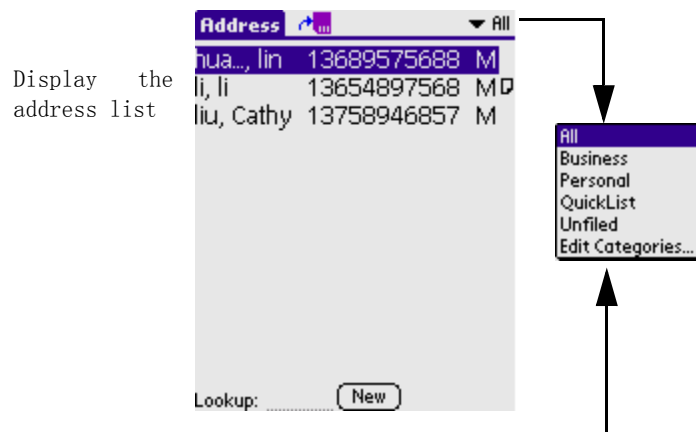 Address All
hua..., lin 13689575688 M
li, li 13654897568 M
liu, Cathy 13758946857 M
Lookup: New
Display the
address list
All
Business
Personal
QuickList
Unfiled
Edit Categories...